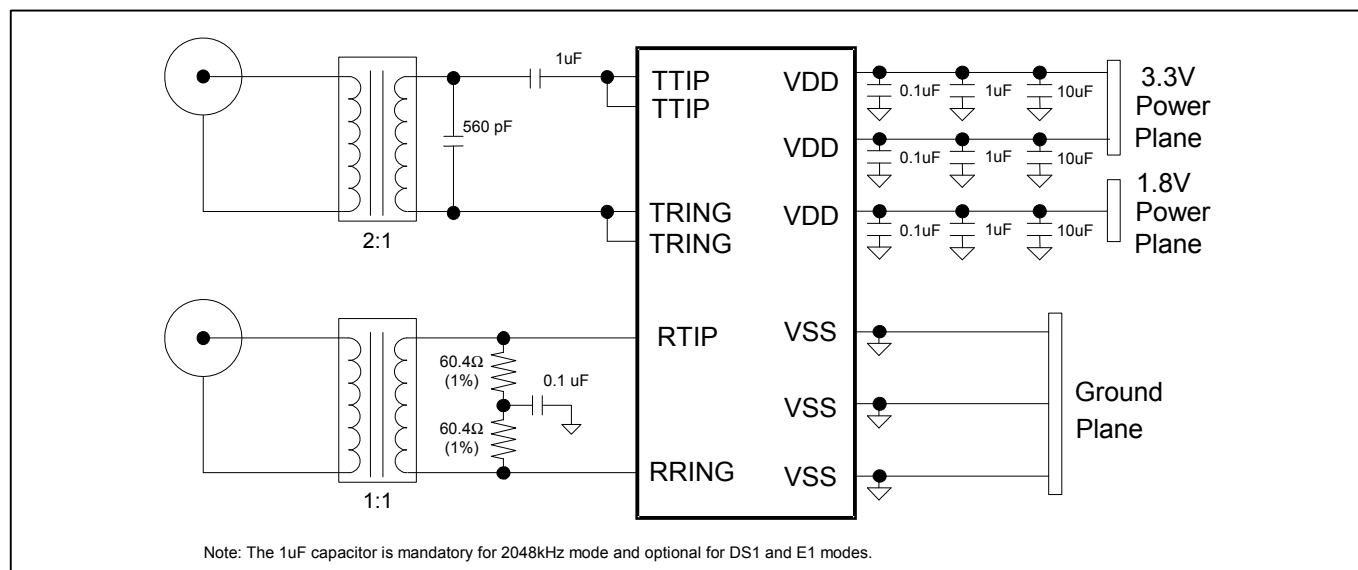 1uF
560 pF
2:1
TTIP
TTIP
TRING
TRING
VDD
0.1uF
1uF
10uF
VDD
0.1uF
1uF
10uF
VDD
0.1uF
1uF
10uF
3.3V
Power
Plane
1.8V
Power
Plane
60.4Ω
(1%)
0.1 uF
60.4Ω
(1%)
1:1
RTIP
RRING
VSS
VSS
VSS
Ground
Plane
Note: The 1uF capacitor is mandatory for 2048kHz mode and optional for DS1 and E1 modes.